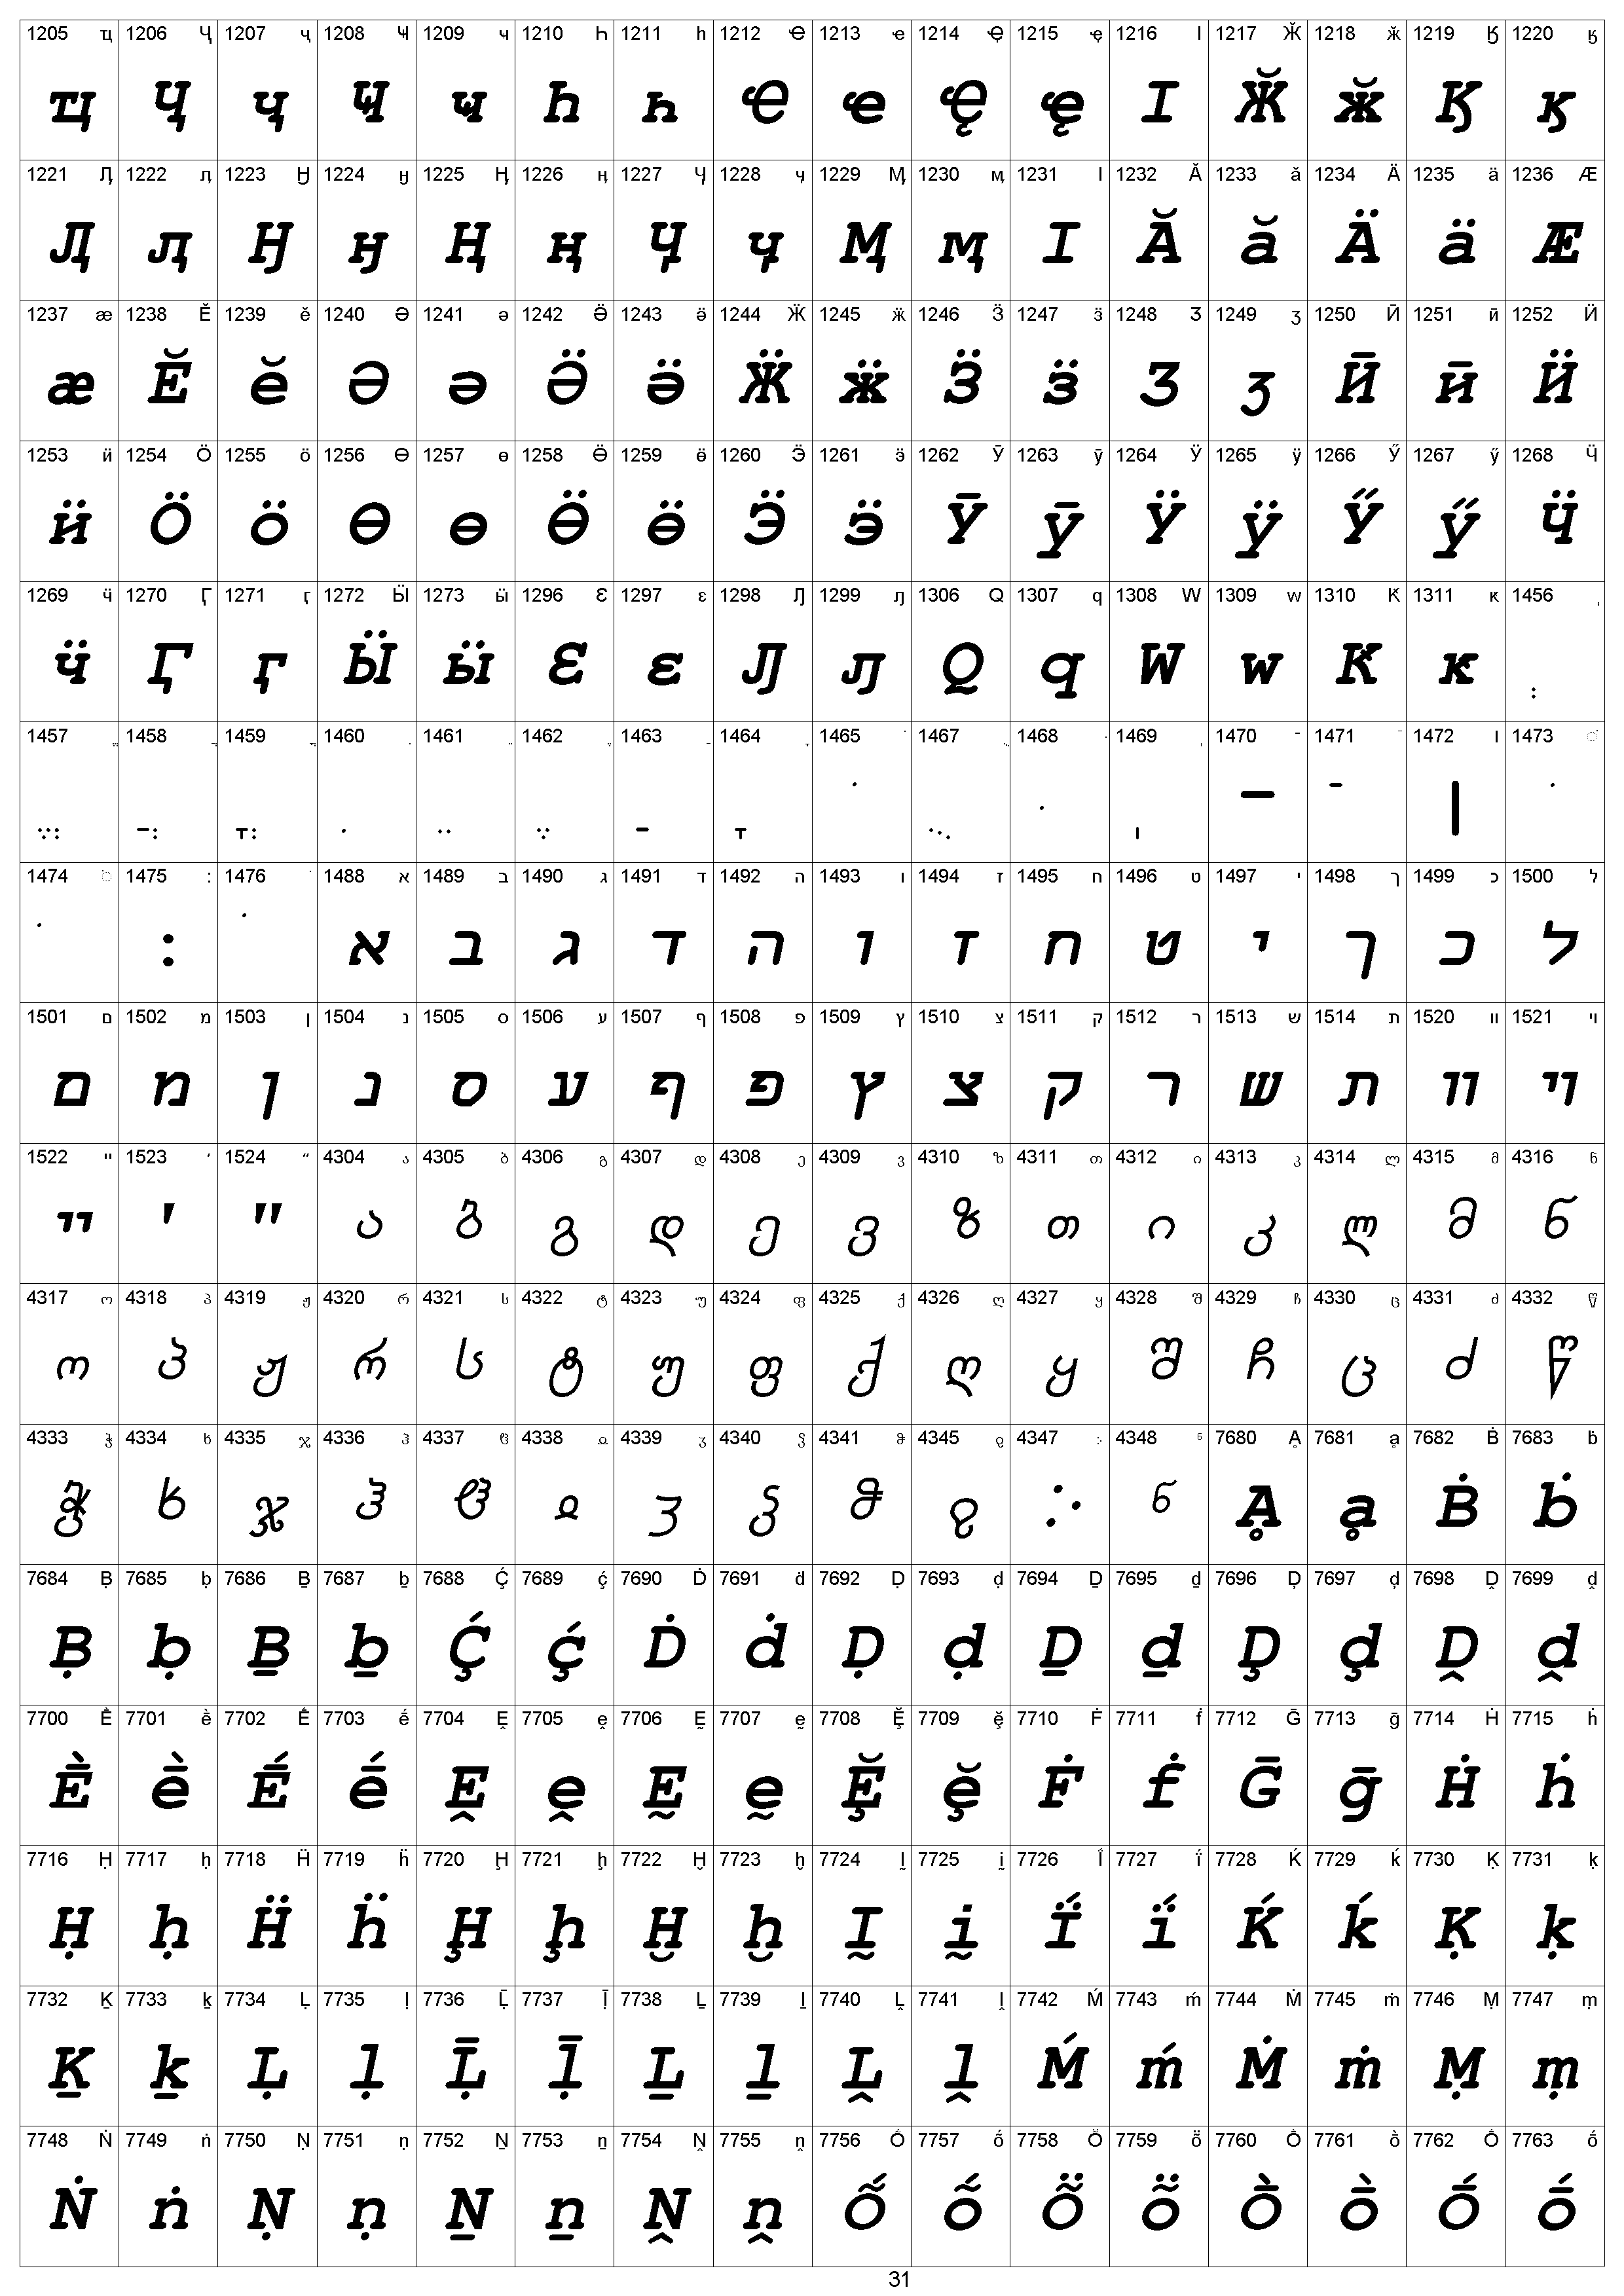 1205 ҵ 1206 Ҷ 1207 ҷ 1208 Ҹ 1209 ҹ 1210 Һ 1211 һ 1212 Ҽ 1213 ҽ 1214 Ҿ 1215 ҿ 1216 Ӏ 1217 Ӂ 1218 ӂ 1219 Ӄ 1220 ӄ
ҵ Ҷ ҷ Ҹ ҹ Һ һ Ҽ ҽ Ҿ ҿ Ӏ Ӂ ӂ Ӄ ӄ
1221 Ӆ 1222 ӆ 1223 Ӈ 1224 ӈ 1225 Ӊ 1226 ӊ 1227 Ӌ 1228 ӌ 1229 Ӎ 1230 ӎ 1231 ӏ 1232 Ӑ 1233 ӑ 1234 Ӓ 1235 ӓ 1236 Ӕ
Ӆ ӆ Ӈ ӈ Ӊ ӊ Ӌ ӌ Ӎ ӎ ӏ Ӑ ӑ Ӓ ӓ Ӕ
1237 ӕ 1238 Ӗ 1239 ӗ 1240 Ә 1241 ә 1242 Ӛ 1243 ӛ 1244 Ӝ 1245 ӝ 1246 Ӟ 1247 ӟ 1248 Ӡ 1249 ӡ 1250 Ӣ 1251 ӣ 1252 Ӥ
ӕ Ӗ ӗ Ә ә Ӛ ӛ Ӝ ӝ Ӟ ӟ Ӡ ӡ Ӣ ӣ Ӥ
1253 ӥ 1254 Ӧ 1255 ӧ 1256 Ө 1257 ө 1258 Ӫ 1259 ӫ 1260 Ӭ 1261 ӭ 1262 Ӯ 1263 ӯ 1264 Ӱ 1265 ӱ 1266 Ӳ 1267 ӳ 1268 Ӵ
ӥ Ӧ ӧ Ө ө Ӫ ӫ Ӭ ӭ Ӯ ӯ Ӱ ӱ Ӳ ӳ Ӵ
1269 ӵ 1270 Ӷ 1271 ӷ 1272 Ӹ 1273 ӹ 1296 Ԑ 1297 ԑ 1298 Ԓ 1299 ԓ 1306 Ԛ 1307 ԛ 1308 Ԝ 1309 ԝ 1310 Ԟ 1311 ԟ 1456 ְ
ӵ Ӷ ӷ Ӹ ӹ Ԑ ԑ Ԓ ԓ Ԛ ԛ Ԝ ԝ Ԟ ԟ ְ
1457 ֱ 1458 ֲ 1459 ֳ 1460 ִ 1461 ֵ 1462 ֶ 1463 ַ 1464 ָ 1465 ֹ 1467 ֻ 1468 ּ 1469 ֽ 1470 ־ 1471 ֿ 1472 ׀ 1473 ׁ
ֱ ֲ ֳ ִ ֵ ֶ ַ ָ ֹ ֻ ּ ֽ ־ ֿ ׀ ׁ
1474 ׂ 1475 ׃ 1476 ׄ 1488 א 1489 ב 1490 ג 1491 ד 1492 ה 1493 ו 1494 ז 1495 ח 1496 ט 1497 י 1498 ך 1499 כ 1500 ל
ׂ ׃ ׄ א ב ג ד ה ו ז ח ט י ך כ ל
1501 ם 1502 מ 1503 ן 1504 נ 1505 ס 1506 ע 1507 ף 1508 פ 1509 ץ 1510 צ 1511 ק 1512 ר 1513 ש 1514 ת 1520 װ 1521 ױ
ם מ ן נ ס ע ף פ ץ צ ק ר ש ת װ ױ
1522 ײ 1523 ׳ 1524 ״ 4304 ა 4305 ბ 4306 გ 4307 დ 4308 ე 4309 ვ 4310 ზ 4311 თ 4312 ი 4313 კ 4314 ლ 4315 მ 4316 ნ
ײ ׳ ״ ა ბ გ დ ე ვ ზ თ ი კ ლ მ ნ
4317 ო 4318 პ 4319 ჟ 4320 რ 4321 ს 4322 ტ 4323 უ 4324 ფ 4325 ქ 4326 ღ 4327 ყ 4328 შ 4329 ჩ 4330 ც 4331 ძ 4332 წ
ო პ ჟ რ ს ტ უ ფ ქ ღ ყ შ ჩ ც ძ წ
4333 ჭ 4334 ხ 4335 ჯ 4336 ჰ 4337 ჱ 4338 ჲ 4339 ჳ 4340 ჴ 4341 ჵ 4345 ჹ 4347 ჻ 4348 ჼ 7680 Ḁ 7681 ḁ 7682 Ḃ 7683 ḃ
ჭ ხ ჯ ჰ ჱ ჲ ჳ ჴ ჵ ჹ ჻ ჼ Ḁ ḁ Ḃ ḃ
7684 Ḅ 7685 ḅ 7686 Ḇ 7687 ḇ 7688 Ḉ 7689 ḉ 7690 Ḋ 7691 ḋ 7692 Ḍ 7693 ḍ 7694 Ḏ 7695 ḏ 7696 Ḑ 7697 ḑ 7698 Ḓ 7699 ḓ
Ḅ ḅ Ḇ ḇ Ḉ ḉ Ḋ ḋ Ḍ ḍ Ḏ ḏ Ḑ ḑ Ḓ ḓ
7700 Ḕ 7701 ḕ 7702 Ḗ 7703 ḗ 7704 Ḙ 7705 ḙ 7706 Ḛ 7707 ḛ 7708 Ḝ 7709 ḝ 7710 Ḟ 7711 ḟ 7712 Ḡ 7713 ḡ 7714 Ḣ 7715 ḣ
Ḕ ḕ Ḗ ḗ Ḙ ḙ Ḛ ḛ Ḝ ḝ Ḟ ḟ Ḡ ḡ Ḣ ḣ
7716 Ḥ 7717 ḥ 7718 Ḧ 7719 ḧ 7720 Ḩ 7721 ḩ 7722 Ḫ 7723 ḫ 7724 Ḭ 7725 ḭ 7726 Ḯ 7727 ḯ 7728 Ḱ 7729 ḱ 7730 Ḳ 7731 ḳ
Ḥ ḥ Ḧ ḧ Ḩ ḩ Ḫ ḫ Ḭ ḭ Ḯ ḯ Ḱ ḱ Ḳ ḳ
7732 Ḵ 7733 ḵ 7734 Ḷ 7735 ḷ 7736 Ḹ 7737 ḹ 7738 Ḻ 7739 ḻ 7740 Ḽ 7741 ḽ 7742 Ḿ 7743 ḿ 7744 Ṁ 7745 ṁ 7746 Ṃ 7747 ṃ
Ḵ ḵ Ḷ ḷ Ḹ ḹ Ḻ ḻ Ḽ ḽ Ḿ ḿ Ṁ ṁ Ṃ ṃ
7748 Ṅ 7749 ṅ 7750 Ṇ 7751 ṇ 7752 Ṉ 7753 ṉ 7754 Ṋ 7755 ṋ 7756 Ṍ 7757 ṍ 7758 Ṏ 7759 ṏ 7760 Ṑ 7761 ṑ 7762 Ṓ 7763 ṓ
Ṅ ṅ Ṇ ṇ Ṉ ṉ Ṋ ṋ Ṍ ṍ Ṏ ṏ Ṑ ṑ Ṓ ṓ
31